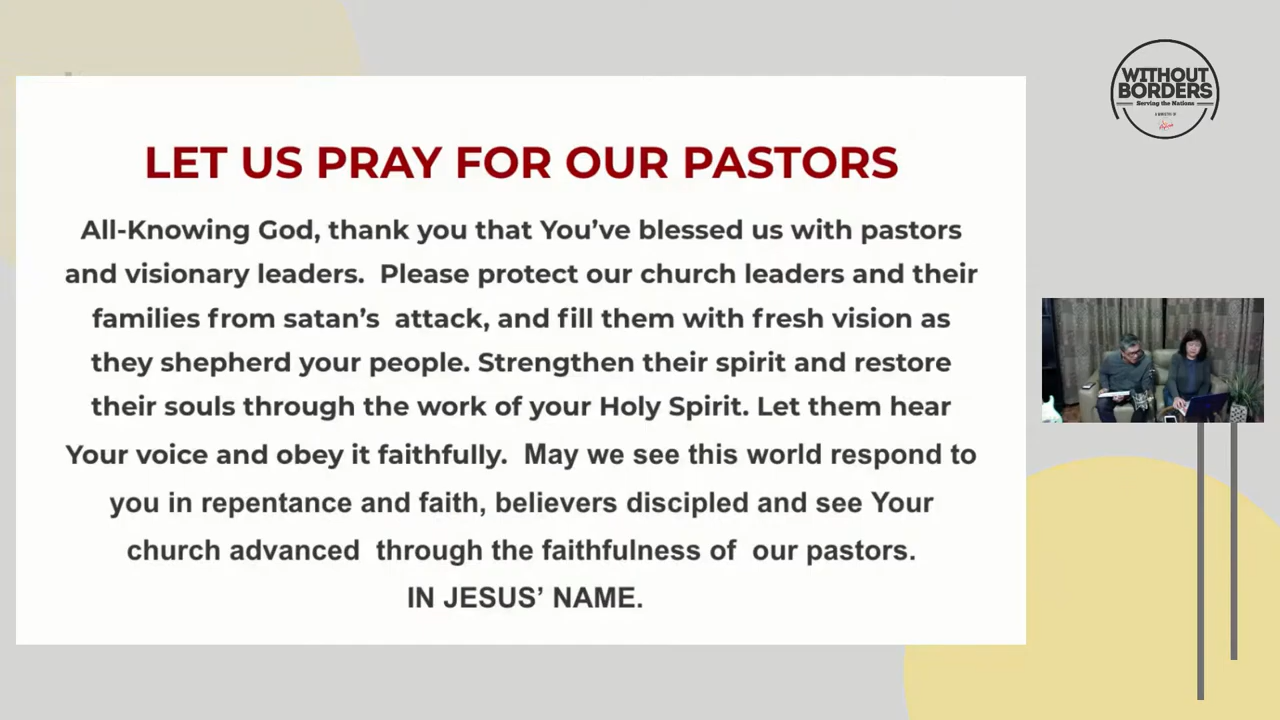 LET US PRAY FOR OUR PASTORS
All-Knowing God, thank you that You’ve blessed us with pastors
and visionary leaders.  Please protect our church leaders and their
families from satan’s  attack, and fill them with fresh vision as
they shepherd your people. Strengthen their spirit and restore
their souls through the work of your Holy Spirit. Let them hear
Your voice and obey it faithfully.  May we see this world respond to
you in repentance and faith, believers discipled and see Your
church advanced  through the faithfulness of  our pastors.
IN JESUS’ NAME.
WITHOUT
BORDERS
Serving the Nations
A MINISTRY OF